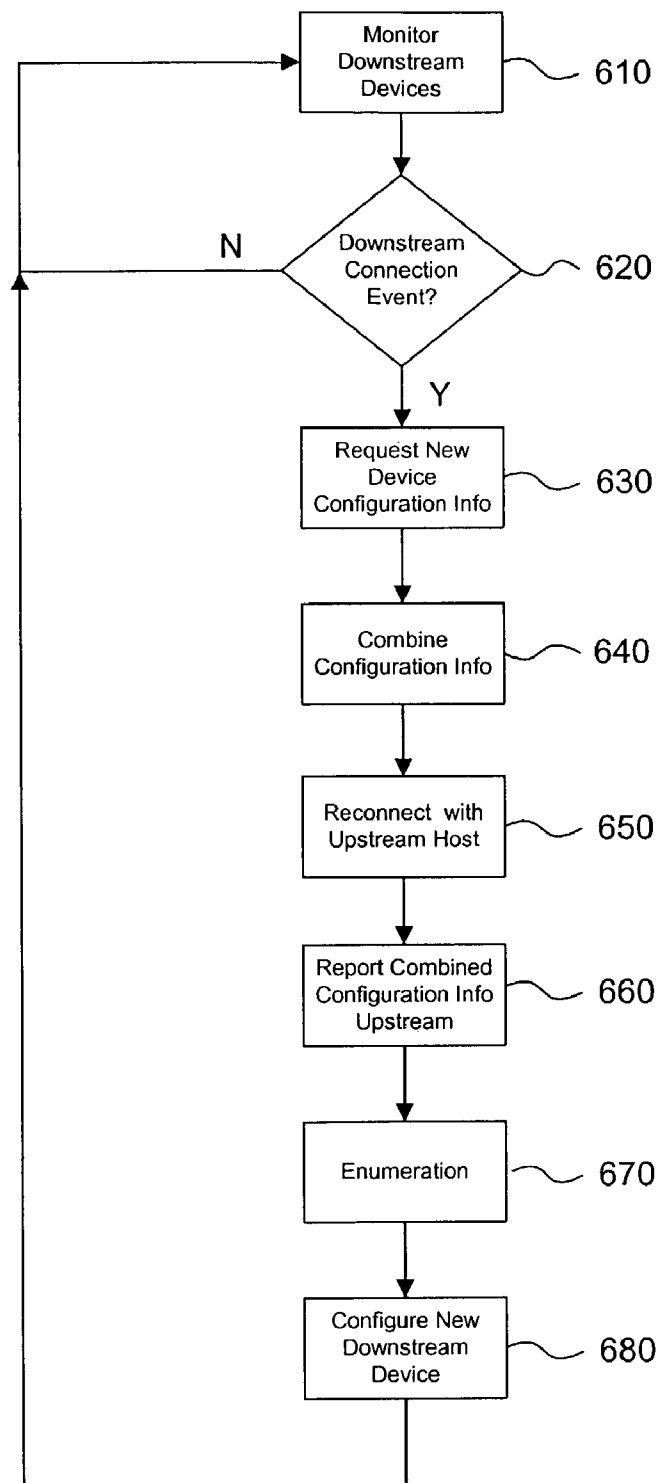 Monitor
Downstream
Devices
610
Downstream
Connection
Event?
620
N
Y
Request New
Device
Configuration Info
630
Combine
Configuration Info
640
Reconnect with
Upstream Host
650
Report Combined
Configuration Info
Upstream
660
Enumeration
670
Configure New
Downstream
Device
680